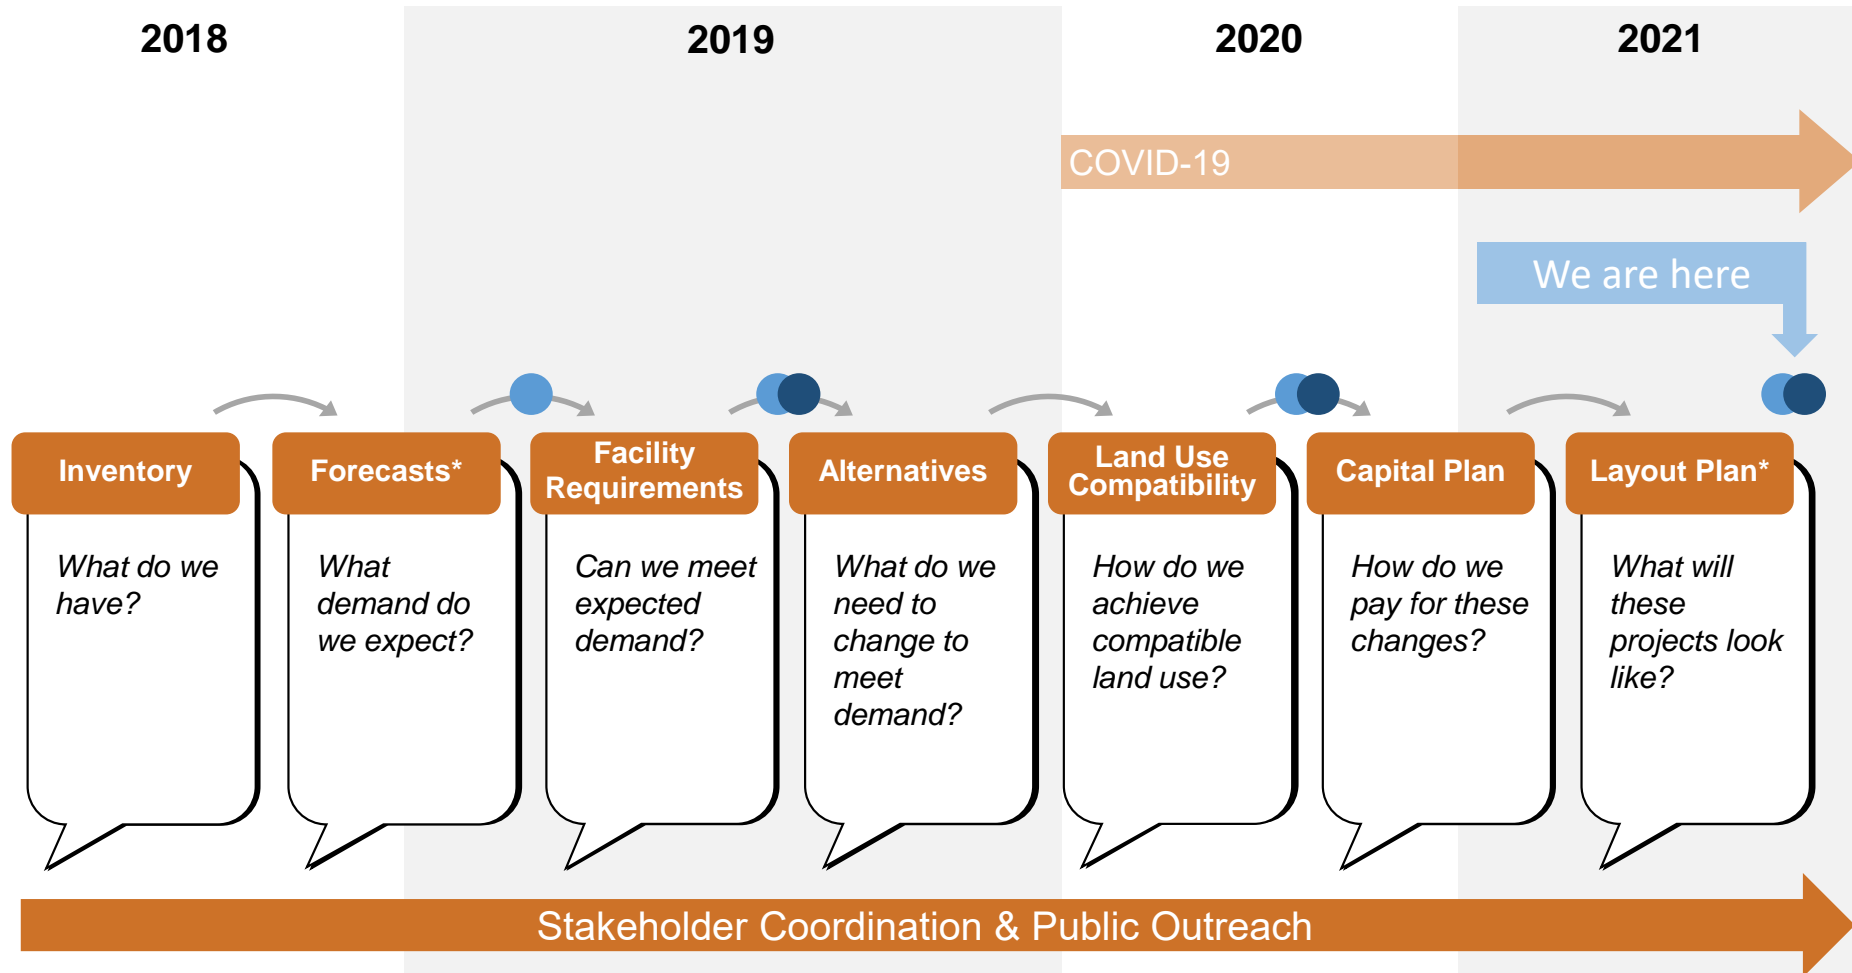 2018
2019
2020
2021
COVID-19
We are here
Inventory
Forecasts*
Facility
Requirements
Alternatives
Land Use
Compatibility
Capital Plan
Layout Plan*
What do we
have?
What
demand do
we expect?
Can we meet
expected
demand?
What do we
need to
change to
meet
demand?
How do we
achieve
compatible
land use?
How do we
pay for these
changes?
What will
these
projects look
like?
Stakeholder Coordination & Public Outreach